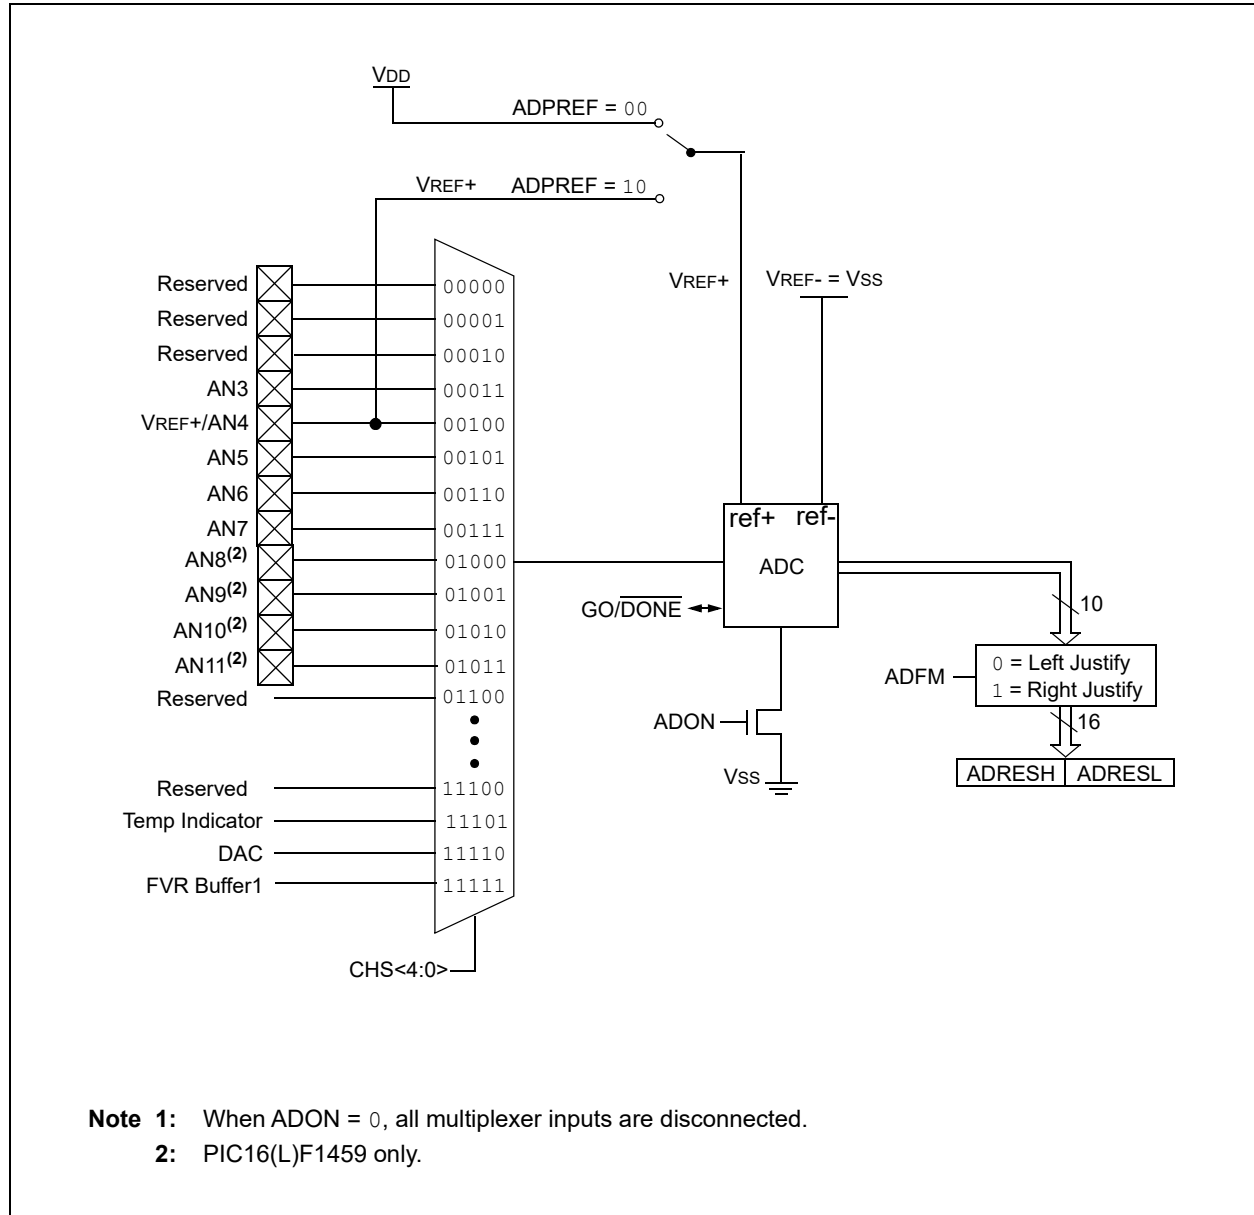 VDD
ADPREF = 00
VREF+ ADPREF = 10
VREF+
VREF- = VSS
Reserved 00000
Reserved 00001
Reserved 00010
AN3 00011
VREF+/AN4 00100
AN5 00101
AN6 00110
AN7 00111
AN8(2) 01000
AN9(2) 01001
AN10(2) 01010
AN11(2) 01011
Reserved 01100
Reserved 11100
Temp Indicator 11101
DAC 11110
FVR Buffer1 11111
CHS<4:0>
ref+ ref-
ADC
GO/DONE
ADON
VSS
10
ADFM
0 = Left Justify
1 = Right Justify
16
ADRESH ADRESL
Note 1: When ADON = 0, all multiplexer inputs are disconnected.
2: PIC16(L)F1459 only.